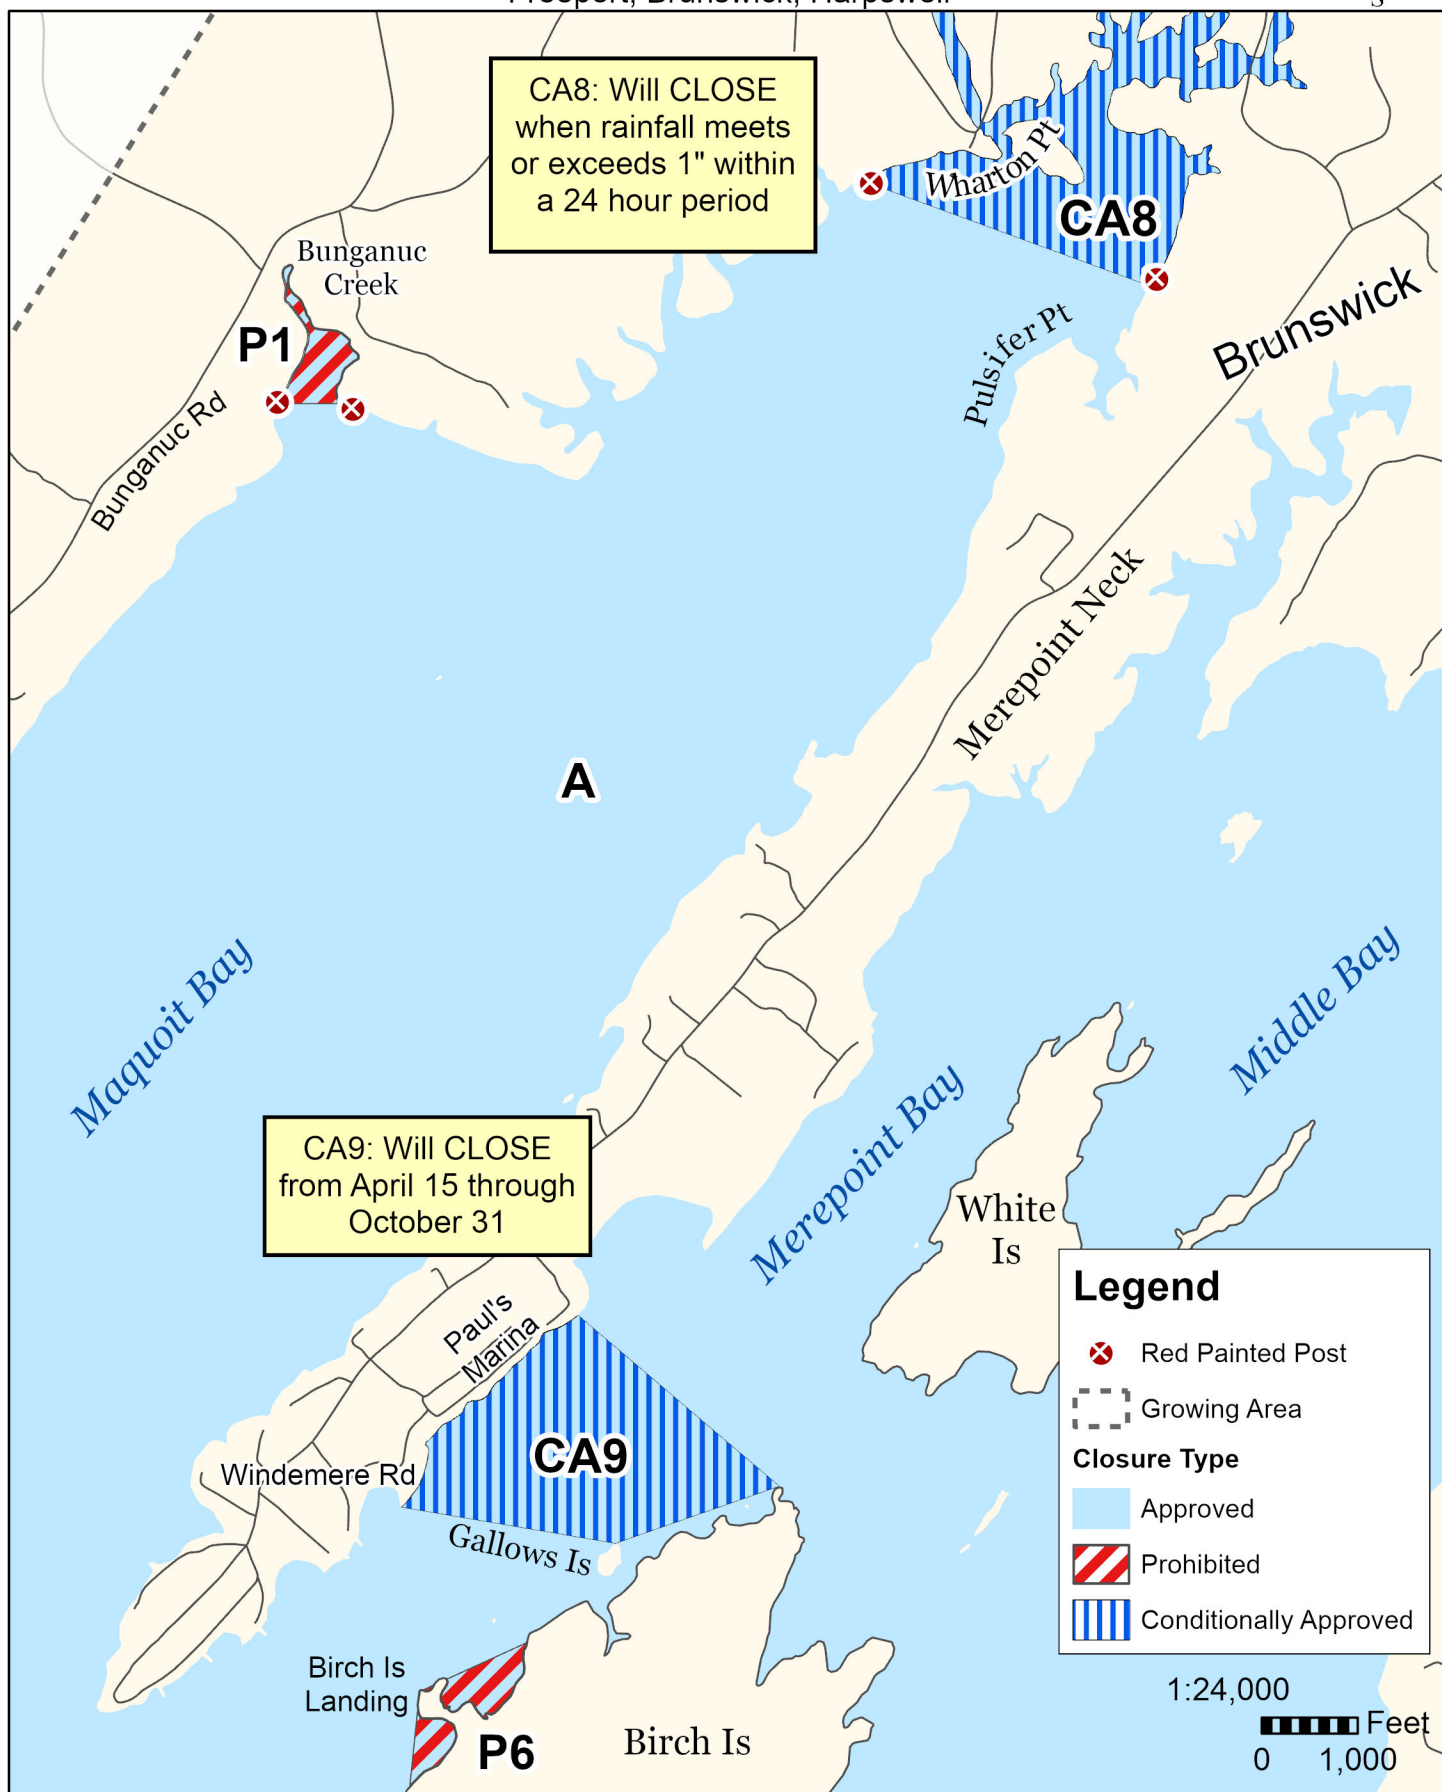 Freeport, Brunswick, Harpswell
CA8: Will CLOSE
when rainfall meets
or exceeds 1" within
a 24 hour period
Wharton Pt
CA8
Bunganuc
Creek
P1
Bunganuc Rd
Pulsifer Pt
Brunswick
Merepoint Neck
A
Maquoit Bay
Middle Bay
Merepoint Bay
CA9: Will CLOSE
from April 15 through
October 31
White
Is
Paul's
Marina
CA9
Windemere Rd
Gallows Is
Birch Is
Landing
P6
Birch Is
Legend
Red Painted Post
Growing Area
Closure Type
Approved
Prohibited
Conditionally Approved
1:24,000
Feet
0 1,000